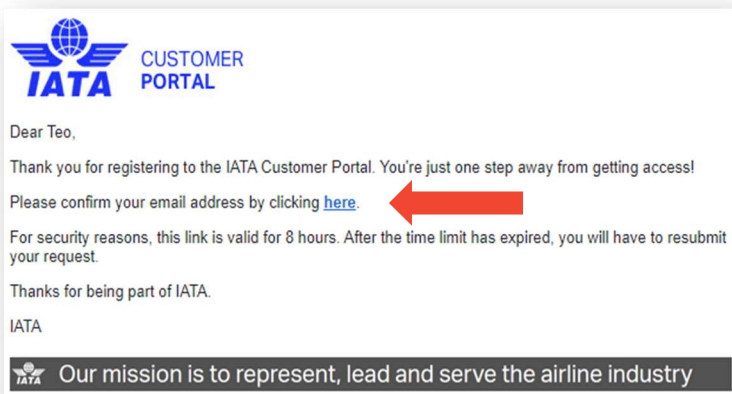 IATA
CUSTOMER
PORTAL
Dear Teo,
Thank you for registering to the IATA Customer Portal. You're just one step away from getting access!
Please confirm your email address by clicking here.
For security reasons, this link is valid for 8 hours. After the time limit has expired, you will have to resubmit
your request.
Thanks for being part of IATA.
IATA
IATA Our mission is to represent, lead and serve the airline industry